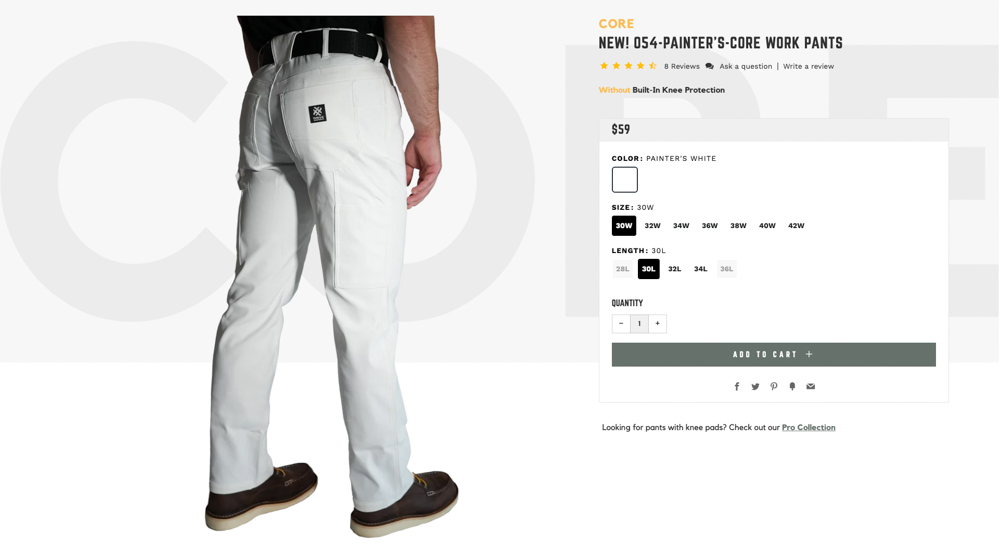 CORE
CORE
NEW! 054-PAINTER'S-CORE WORK PANTS
8 Reviews Ask a question | Write a review
Without Built-In Knee Protection
$59
COLOR: PAINTER'S WHITE
SIZE: 30W
30W 32W 34W 36W 38W 40W 42W
LENGTH: 30L
28L 30L 32L 34L 36L
QUANTITY
− 1 +
ADD TO CART +
Looking for pants with knee pads? Check out our Pro Collection